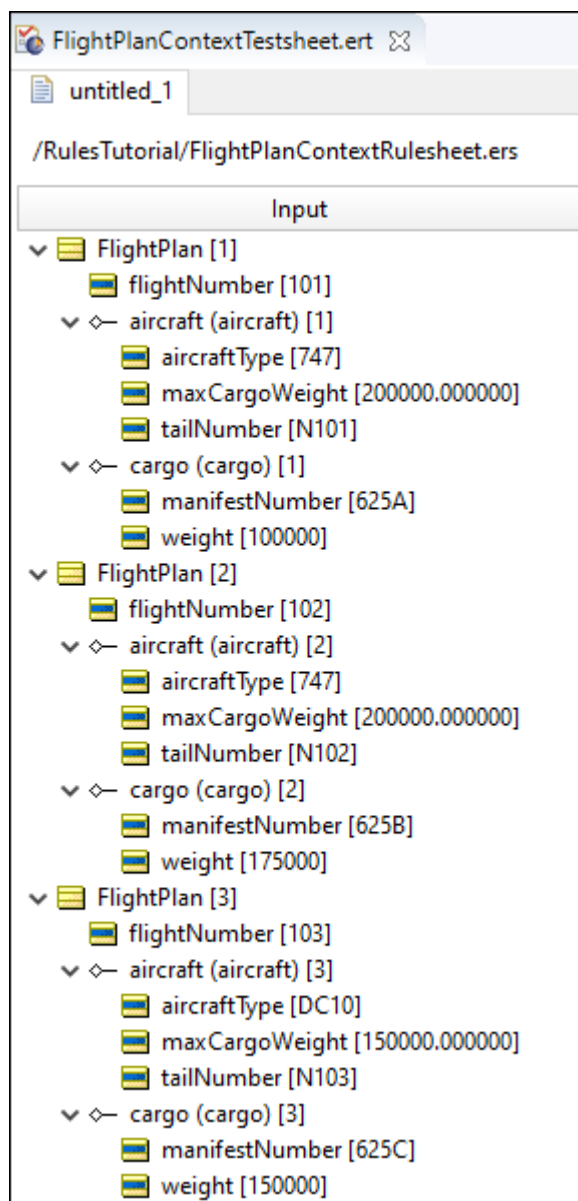 FlightPlanContextTestsheet.ert
untitled_1
/RulesTutorial/FlightPlanContextRulesheet.ers
Input
FlightPlan [1]
flightNumber [101]
aircraft (aircraft) [1]
aircraftType [747]
maxCargoWeight [200000.000000]
tailNumber [N101]
cargo (cargo) [1]
manifestNumber [625A]
weight [100000]
FlightPlan [2]
flightNumber [102]
aircraft (aircraft) [2]
aircraftType [747]
maxCargoWeight [200000.000000]
tailNumber [N102]
cargo (cargo) [2]
manifestNumber [625B]
weight [175000]
FlightPlan [3]
flightNumber [103]
aircraft (aircraft) [3]
aircraftType [DC10]
maxCargoWeight [150000.000000]
tailNumber [N103]
cargo (cargo) [3]
manifestNumber [625C]
weight [150000]